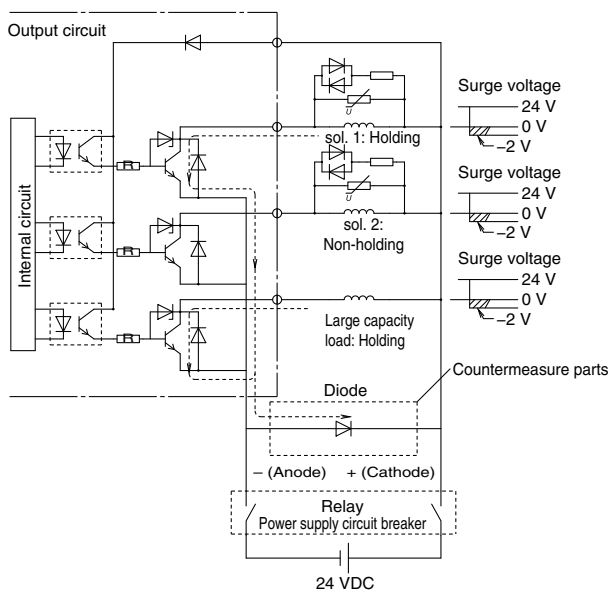 Output circuit
Internal circuit
R
R
R
U
sol. 1: Holding
U
sol. 2:
Non-holding
Large capacity
load: Holding
Surge voltage
24 V
0 V
–2 V
Surge voltage
24 V
0 V
–2 V
Surge voltage
24 V
0 V
–2 V
Countermeasure parts
Diode
– (Anode)
+ (Cathode)
Relay
Power supply circuit breaker
24 VDC